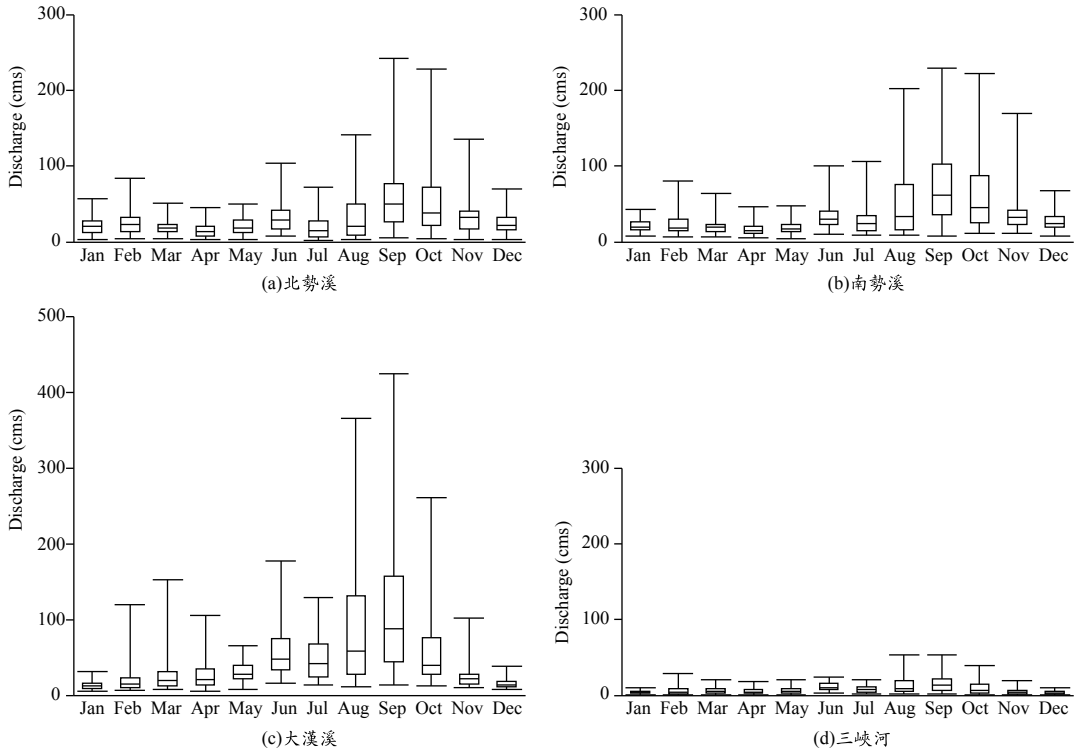 300
200
100
0
Discharge (cms)
Jan Feb Mar Apr May Jun Jul Aug Sep Oct Nov Dec
(a)北勢溪
300
200
100
0
Discharge (cms)
Jan Feb Mar Apr May Jun Jul Aug Sep Oct Nov Dec
(b)南勢溪
500
400
300
200
100
0
Discharge (cms)
Jan Feb Mar Apr May Jun Jul Aug Sep Oct Nov Dec
(c)大漢溪
300
200
100
0
Discharge (cms)
Jan Feb Mar Apr May Jun Jul Aug Sep Oct Nov Dec
(d)三峽河